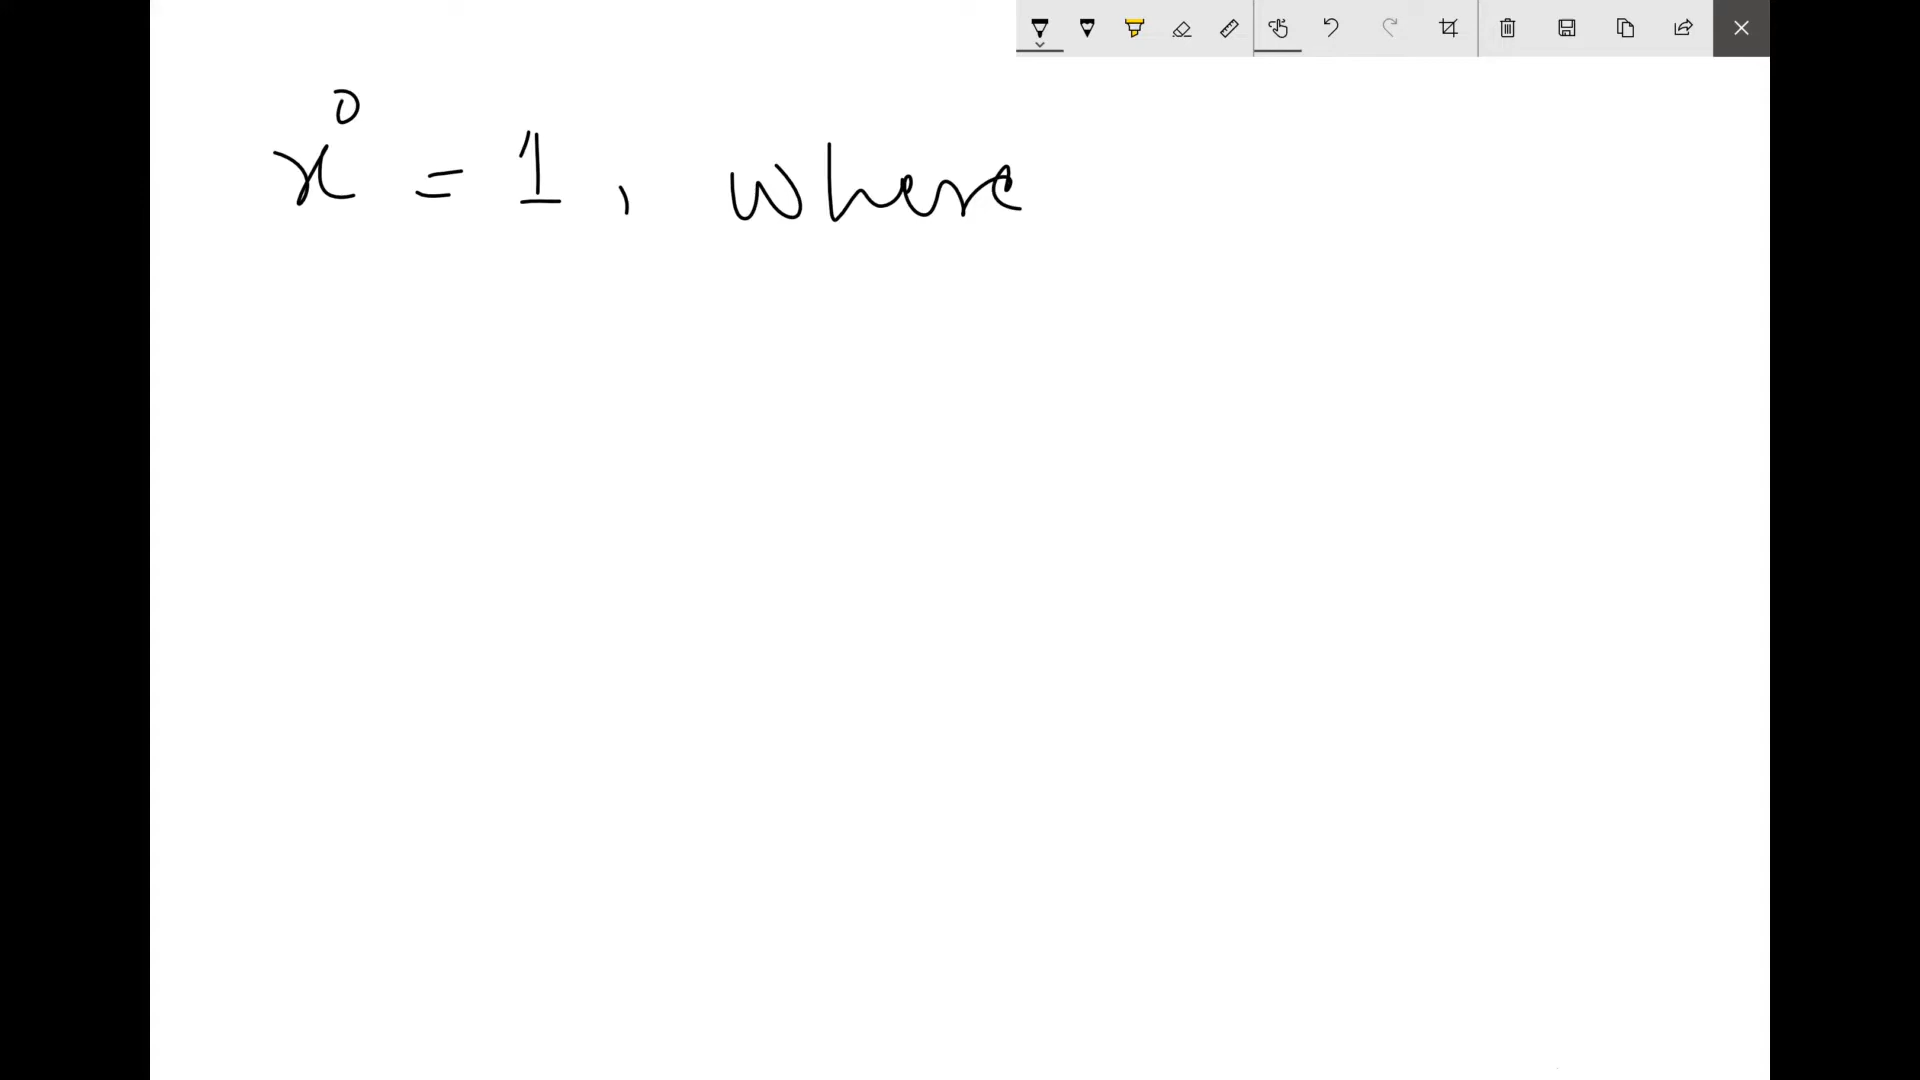 x⁰ = 1, where